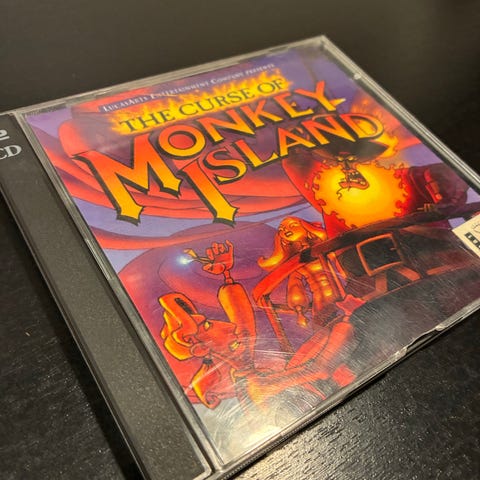 2
CD
LucasArts Entertainment Company Presents
THE CURSE OF
MONKEY
ISLAND